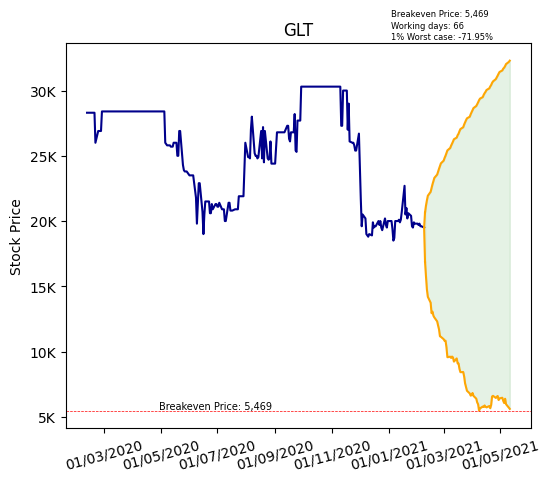 Breakeven Price: 5,469
Working days: 66
1% Worst case: -71.95%
GLT
Stock Price
30K
25K
20K
15K
10K
5K
Breakeven Price: 5,469
01/03/2020
01/05/2020
01/07/2020
01/09/2020
01/11/2020
01/01/2021
01/03/2021
01/05/2021